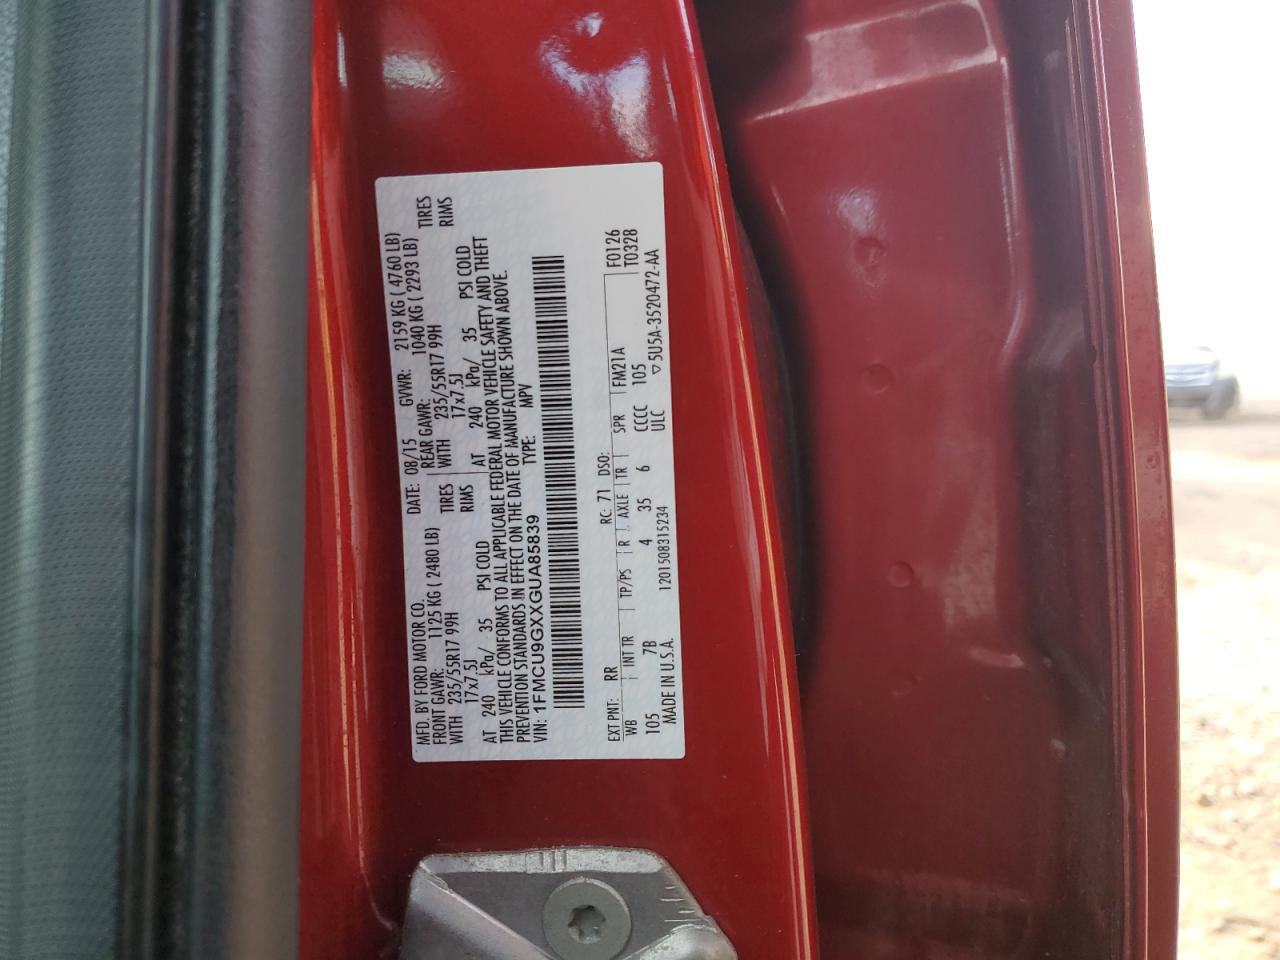 MFD. BY FORD MOTOR CO. DATE: 08/15 GVWR: 2159 KG ( 4760 LB)
FRONT GAWR: 1125 KG ( 2480 LB) REAR GAWR: 1040 KG ( 2293 LB)
WITH 235/55R17 99H TIRES WITH 235/55R17 99H TIRES
17x7.5J RIMS 17x7.5J RIMS
AT 240 kPa/ 35 PSI COLD AT 240 kPa/ 35 PSI COLD
THIS VEHICLE CONFORMS TO ALL APPLICABLE FEDERAL MOTOR VEHICLE SAFETY AND THEFT
PREVENTION STANDARDS IN EFFECT ON THE DATE OF MANUFACTURE SHOWN ABOVE.
VIN: 1FMCU9GXXGUA85839 TYPE: MPV
EXT PNT: RR RC: 71 DSO: F0126
WB INT TR TP/PS R AXLE TR SPR FM21A T0328
105 7B 4 35 6 CCCC 105
ULC ▽5U5A-3520472-AA
MADE IN U.S.A. 1201508315234